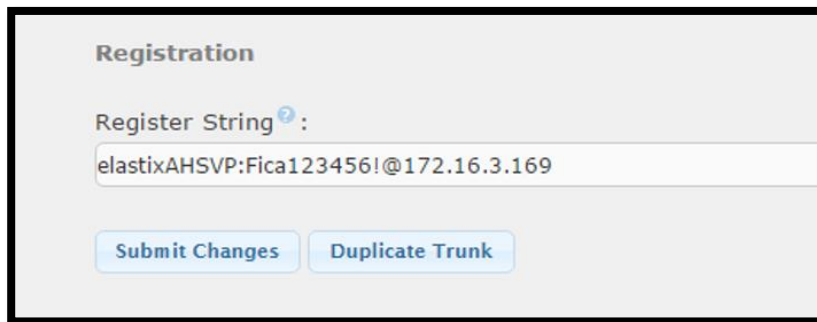 Registration
Register String? :
elastixAHSVP:Fica123456!@172.16.3.169
Submit Changes Duplicate Trunk